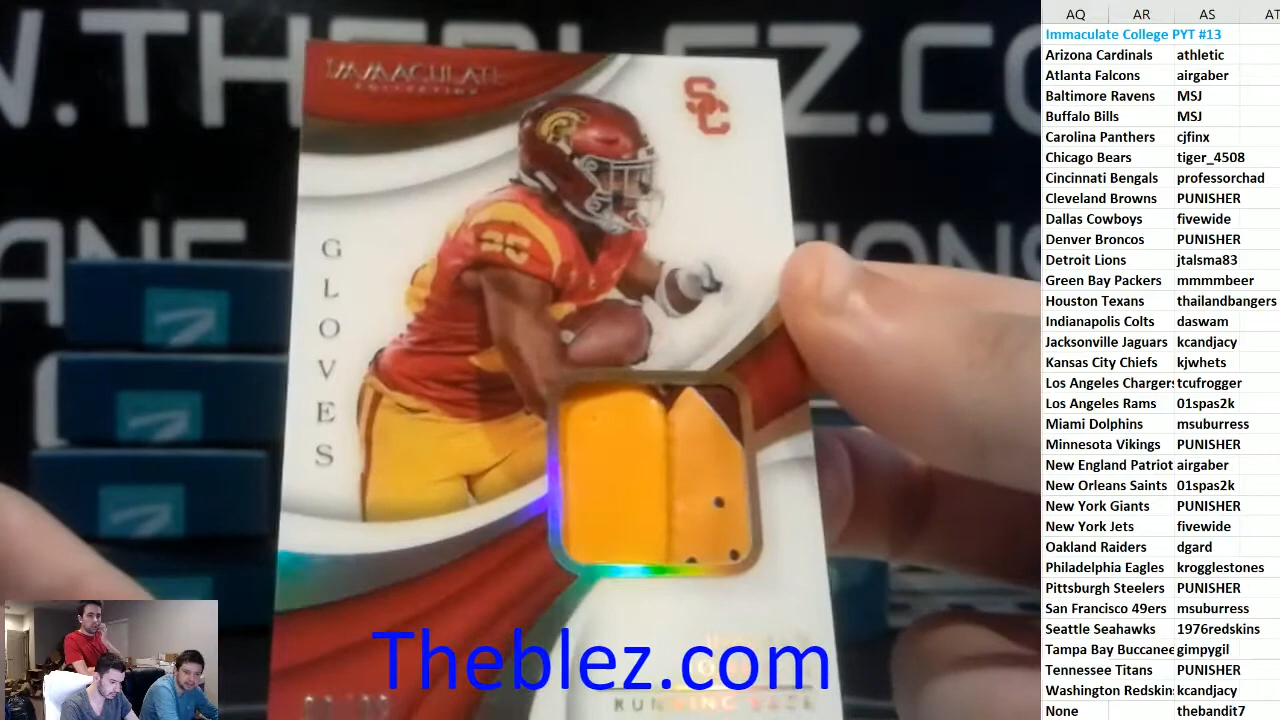 WWW.THEBLEZ.CO
IMMACULATE
COLLECTION
SC
GLOVES
25
RUNNING BACK
Theblez.com
AQ AR AS AT
Immaculate College PYT #13
Arizona Cardinals athletic
Atlanta Falcons airgaber
Baltimore Ravens MSJ
Buffalo Bills MSJ
Carolina Panthers cjfinx
Chicago Bears tiger_4508
Cincinnati Bengals professorchad
Cleveland Browns PUNISHER
Dallas Cowboys fivewide
Denver Broncos PUNISHER
Detroit Lions jtalsma83
Green Bay Packers mmmmbeer
Houston Texans thailandbangers
Indianapolis Colts daswam
Jacksonville Jaguars kcandjacy
Kansas City Chiefs kjwhets
Los Angeles Chargers tcufrogger
Los Angeles Rams 01spas2k
Miami Dolphins msuburress
Minnesota Vikings PUNISHER
New England Patriot airgaber
New Orleans Saints 01spas2k
New York Giants PUNISHER
New York Jets fivewide
Oakland Raiders dgard
Philadelphia Eagles krogglestones
Pittsburgh Steelers PUNISHER
San Francisco 49ers msuburress
Seattle Seahawks 1976redskins
Tampa Bay Buccanee gimpygil
Tennessee Titans PUNISHER
Washington Redskin kcandjacy
None thebandit7